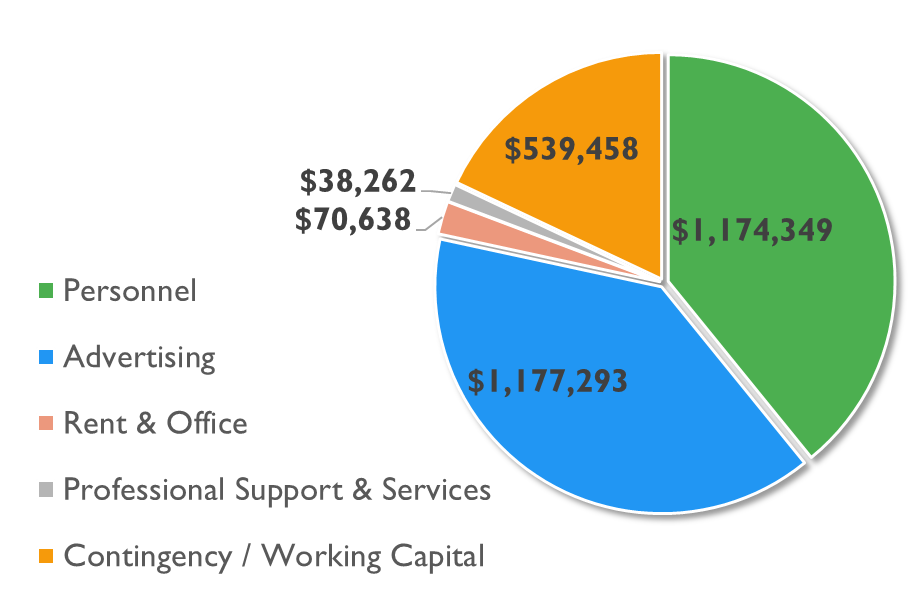 $539,458
$38,262
$70,638
$1,174,349
Personnel
Advertising
$1,177,293
Rent & Office
Professional Support & Services
Contingency / Working Capital